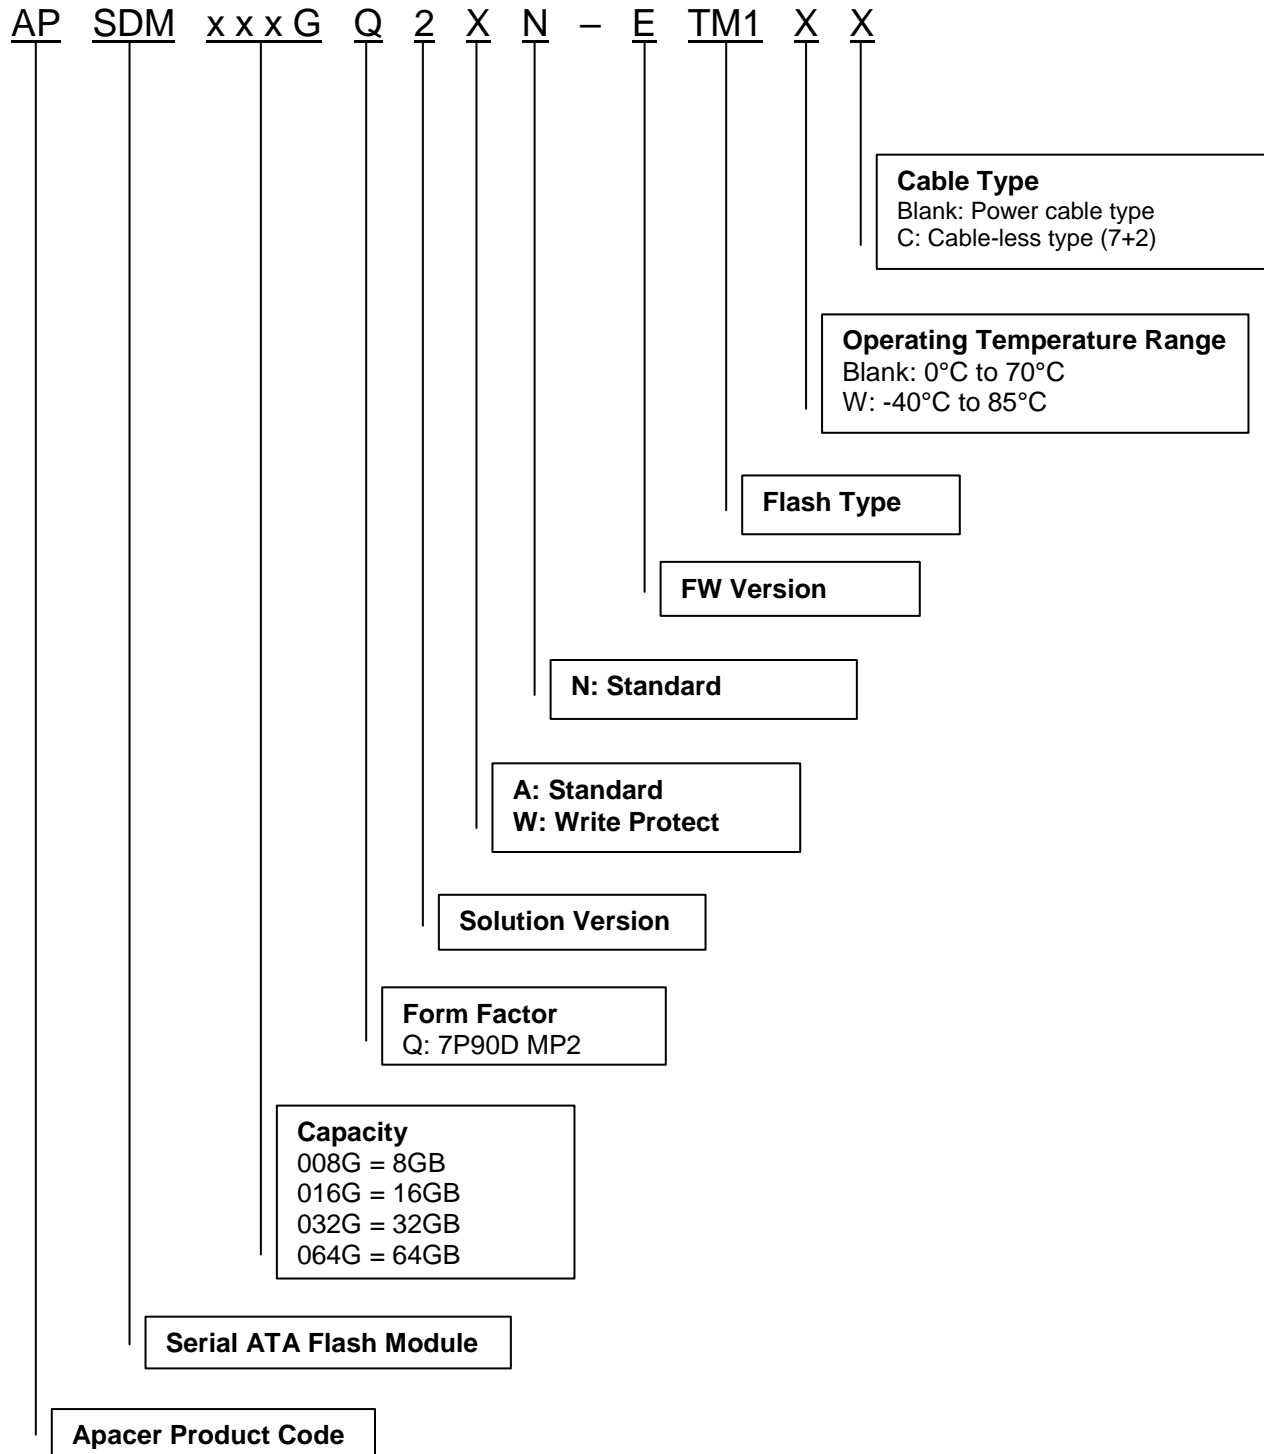 AP SDM x x x G Q 2 X N – E TM1 X X
Cable Type
Blank: Power cable type
C: Cable-less type (7+2)
Operating Temperature Range
Blank: 0°C to 70°C
W: -40°C to 85°C
Flash Type
FW Version
N: Standard
A: Standard
W: Write Protect
Solution Version
Form Factor
Q: 7P90D MP2
Capacity
008G = 8GB
016G = 16GB
032G = 32GB
064G = 64GB
Serial ATA Flash Module
Apacer Product Code